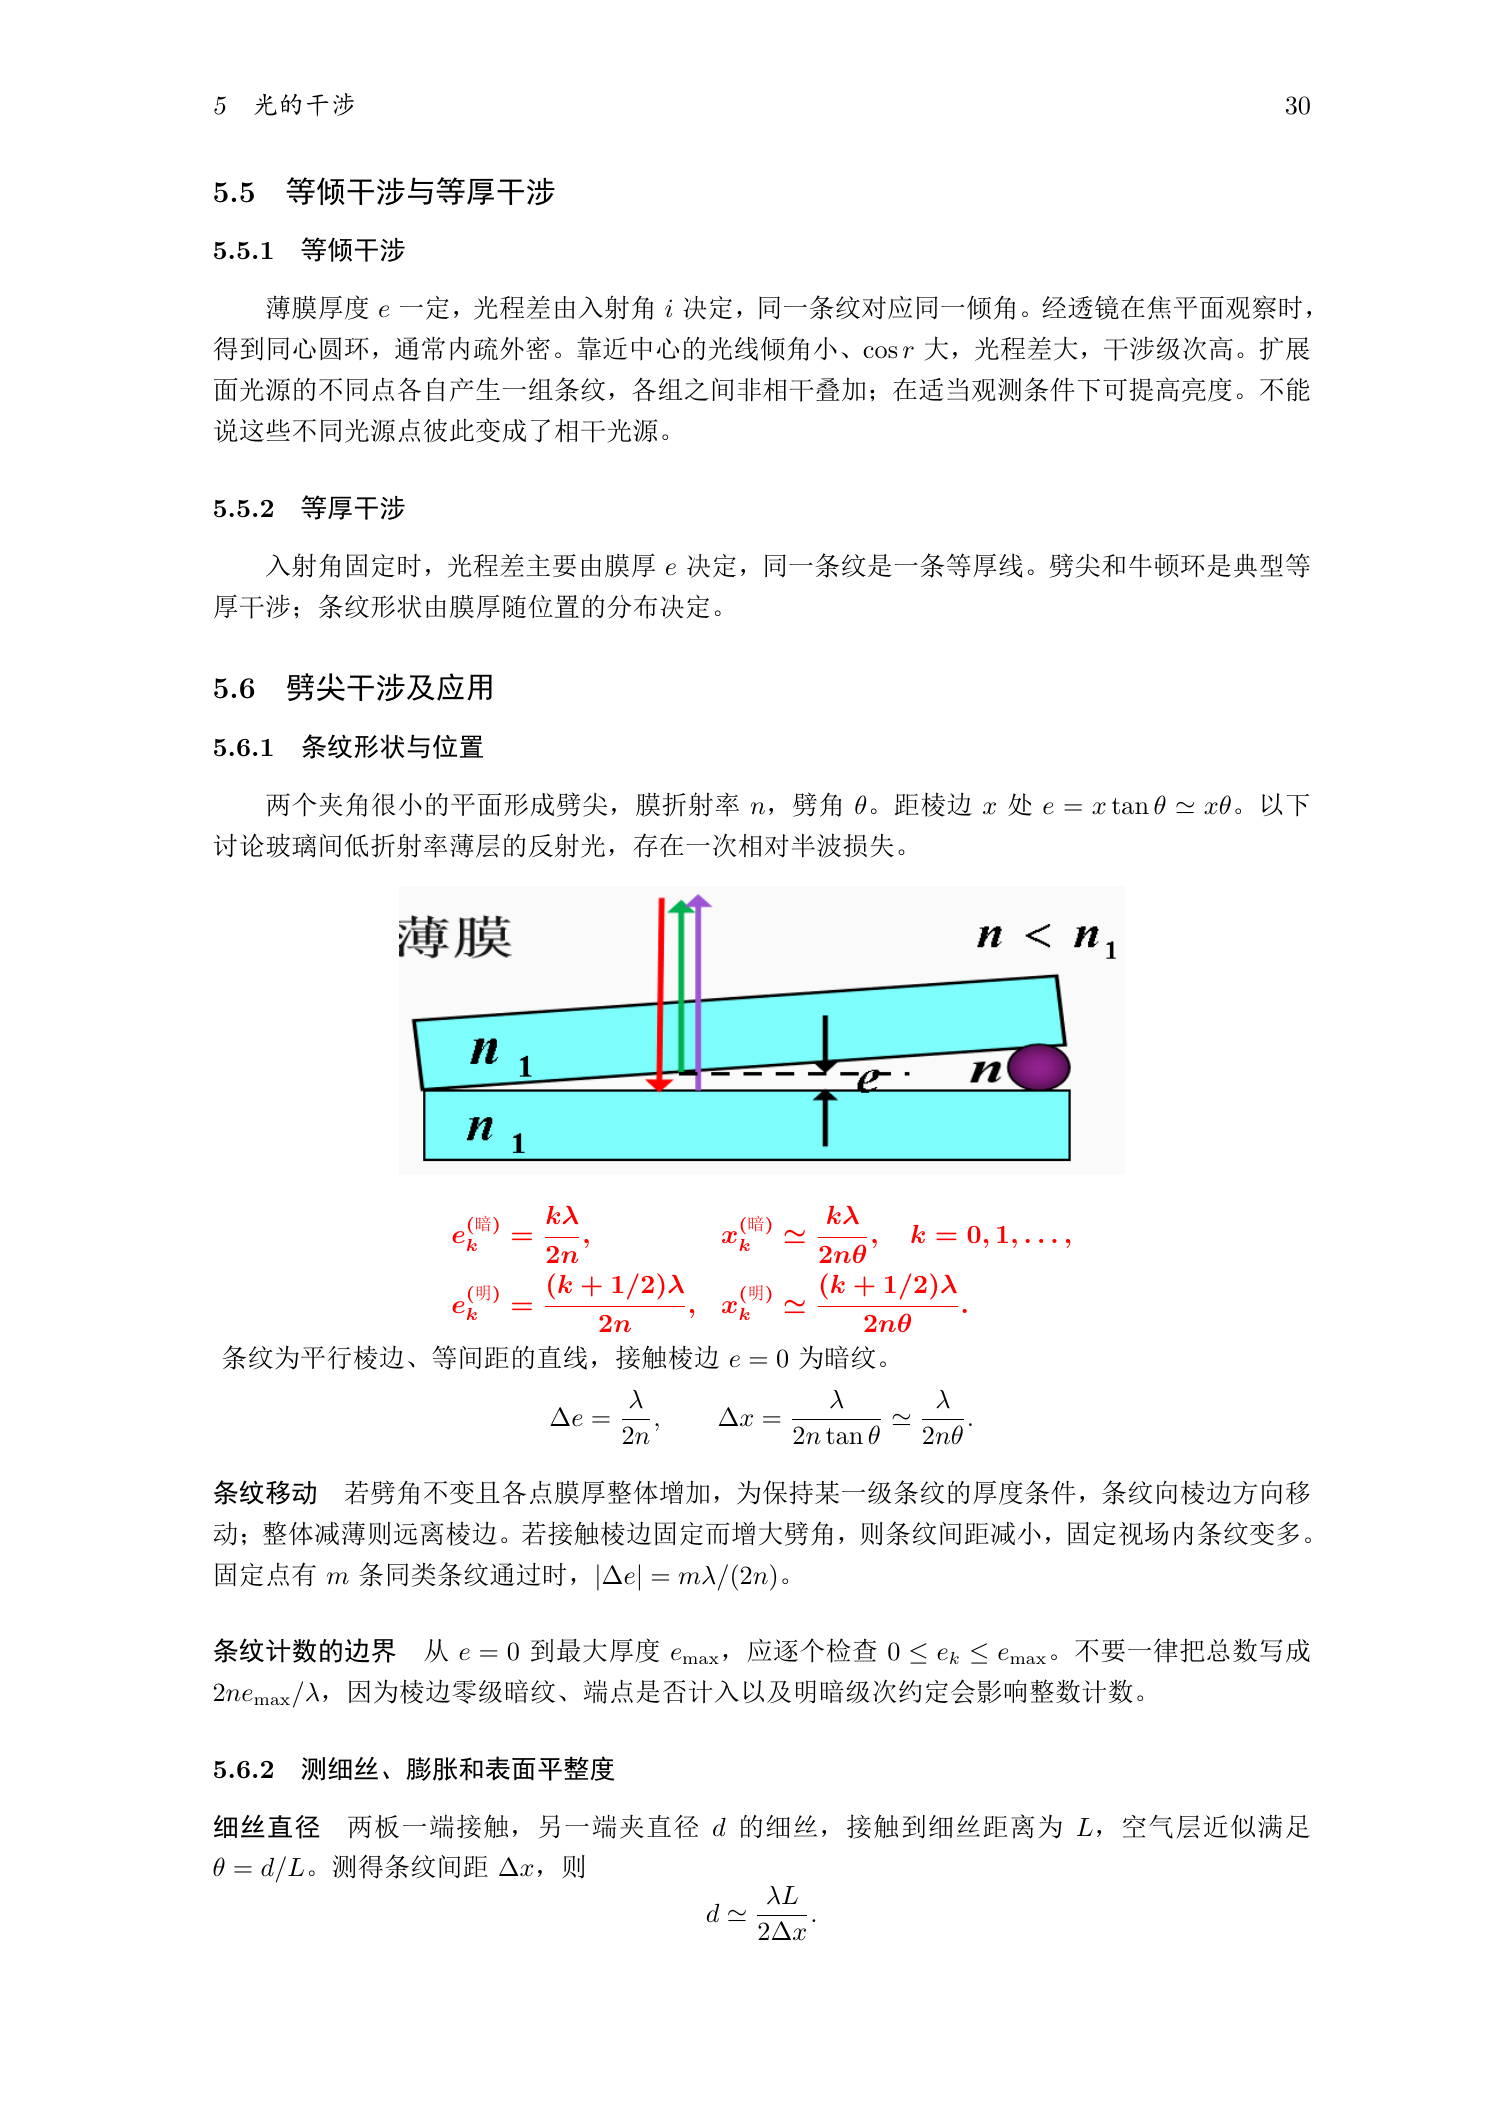 5 光的干涉 30
5.5 等倾干涉与等厚干涉
5.5.1 等倾干涉
薄膜厚度 e 一定，光程差由入射角 i 决定，同一条纹对应同一倾角。经透镜在焦平面观察时，
得到同心圆环，通常内疏外密。靠近中心的光线倾角小、cos r 大，光程差大，干涉级次高。扩展
面光源的不同点各自产生一组条纹，各组之间非相干叠加；在适当观测条件下可提高亮度。不能
说这些不同光源点彼此变成了相干光源。
5.5.2 等厚干涉
入射角固定时，光程差主要由膜厚 e 决定，同一条纹是一条等厚线。劈尖和牛顿环是典型等
厚干涉；条纹形状由膜厚随位置的分布决定。
5.6 劈尖干涉及应用
5.6.1 条纹形状与位置
两个夹角很小的平面形成劈尖，膜折射率 n，劈角 θ。距棱边 x 处 e = x tan θ ≃ xθ。以下
讨论玻璃间低折射率薄层的反射光，存在一次相对半波损失。
薄膜 n < n₁
n₁
e n
n₁
e_k^(暗) = kλ/2n, x_k^(暗) ≃ kλ/2nθ, k = 0, 1, . . . ,
e_k^(明) = (k + 1/2)λ/2n, x_k^(明) ≃ (k + 1/2)λ/2nθ.
条纹为平行棱边、等间距的直线，接触棱边 e = 0 为暗纹。
Δe = λ/2n, Δx = λ/2n tan θ ≃ λ/2nθ.
条纹移动 若劈角不变且各点膜厚整体增加，为保持某一级条纹的厚度条件，条纹向棱边方向移
动；整体减薄则远离棱边。若接触棱边固定而增大劈角，则条纹间距减小，固定视场内条纹变多。
固定点有 m 条同类条纹通过时，|Δe| = mλ/(2n)。
条纹计数的边界 从 e = 0 到最大厚度 e_max，应逐个检查 0 ≤ e_k ≤ e_max。不要一律把总数写成
2ne_max/λ，因为棱边零级暗纹、端点是否计入以及明暗级次约定会影响整数计数。
5.6.2 测细丝、膨胀和表面平整度
细丝直径 两板一端接触，另一端夹直径 d 的细丝，接触到细丝距离为 L，空气层近似满足
θ = d/L。测得条纹间距 Δx，则
d ≃ λL/2Δx.